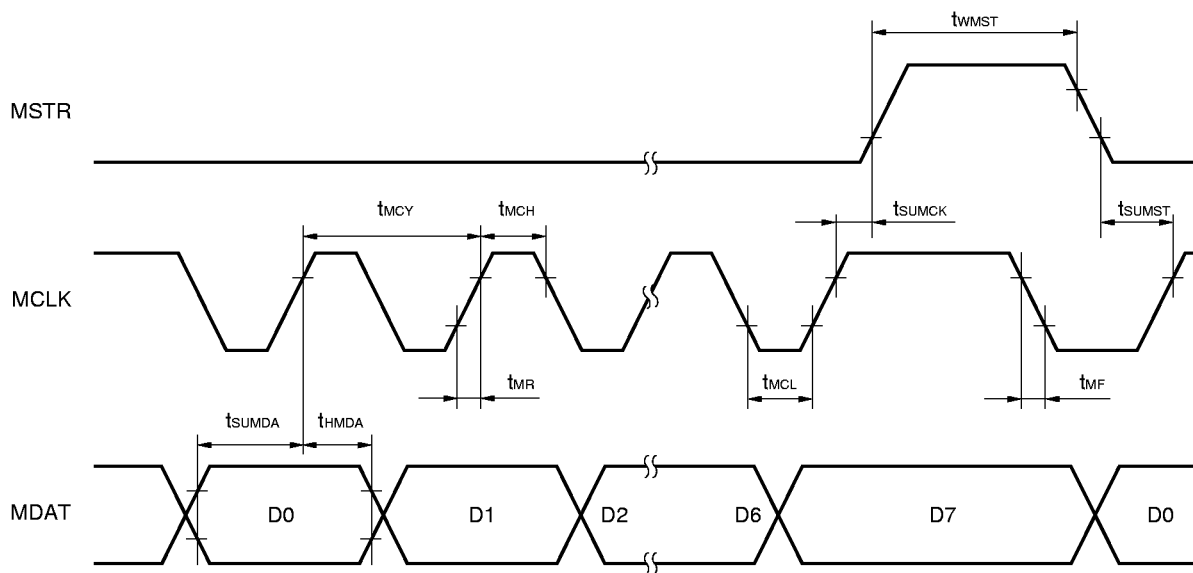 tWMST
MSTR
tMCY
tMCH
tSUMCK
tSUMST
MCLK
tMR
tMCL
tMF
tSUMDA
tHMDA
MDAT
D0
D1
D2
D6
D7
D0